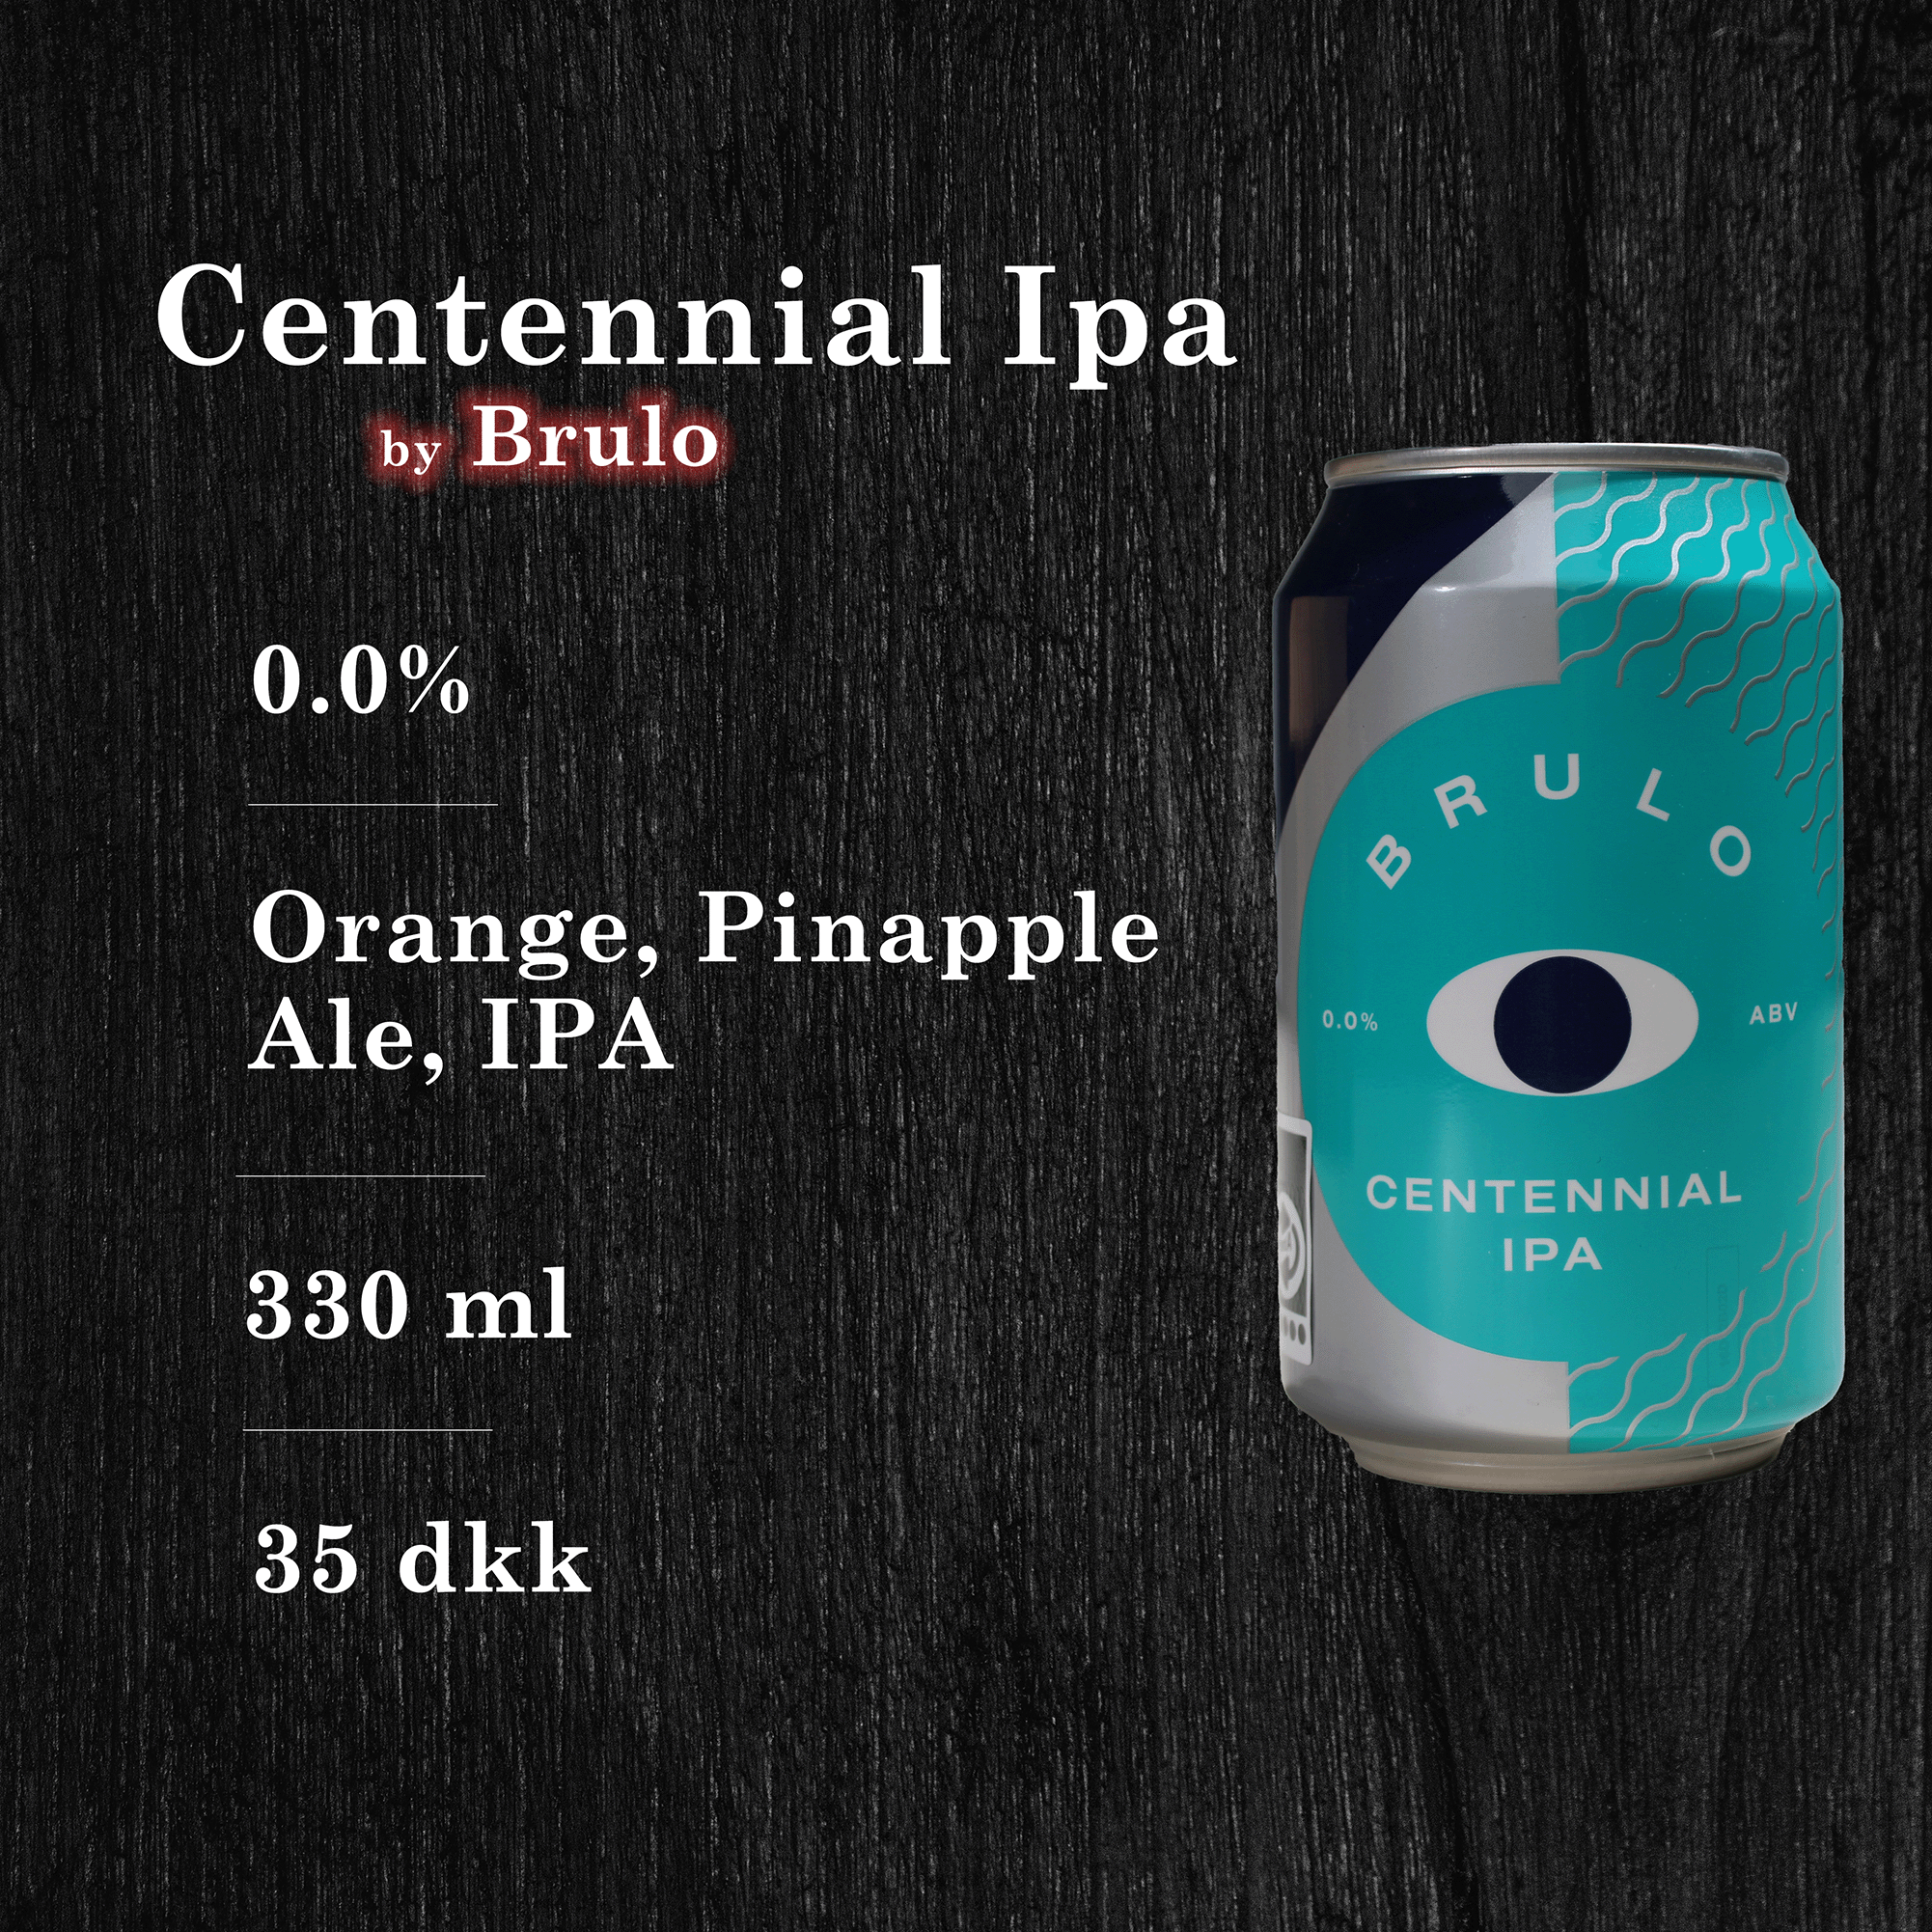 Centennial Ipa
by Brulo
0.0%
Orange, Pinapple
Ale, IPA
330 ml
35 dkk
BRULO
0.0% ABV
CENTENNIAL
IPA